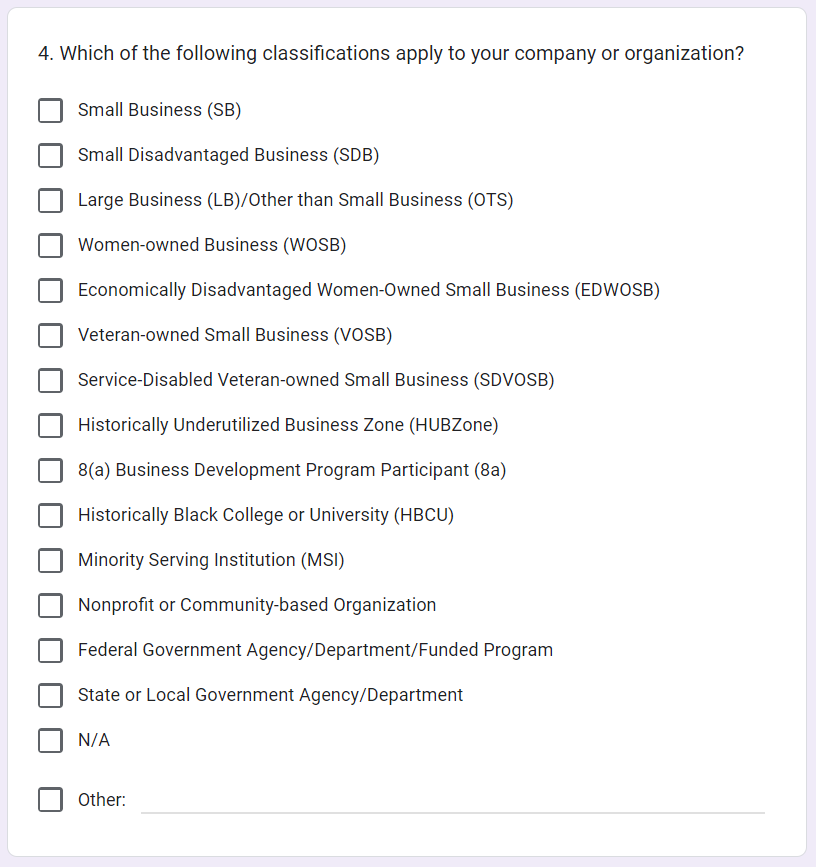 4. Which of the following classifications apply to your company or organization?
Small Business (SB)
Small Disadvantaged Business (SDB)
Large Business (LB)/Other than Small Business (OTS)
Women-owned Business (WOSB)
Economically Disadvantaged Women-Owned Small Business (EDWOSB)
Veteran-owned Small Business (VOSB)
Service-Disabled Veteran-owned Small Business (SDVOSB)
Historically Underutilized Business Zone (HUBZone)
8(a) Business Development Program Participant (8a)
Historically Black College or University (HBCU)
Minority Serving Institution (MSI)
Nonprofit or Community-based Organization
Federal Government Agency/Department/Funded Program
State or Local Government Agency/Department
N/A
Other: